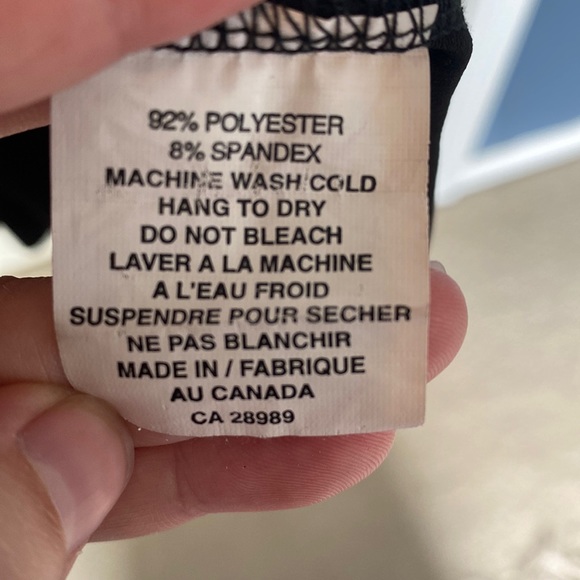 92% POLYESTER
8% SPANDEX
MACHINE WASH COLD
HANG TO DRY
DO NOT BLEACH
LAVER A LA MACHINE
A L'EAU FROID
SUSPENDRE POUR SECHER
NE PAS BLANCHIR
MADE IN / FABRIQUE
AU CANADA
CA 28989